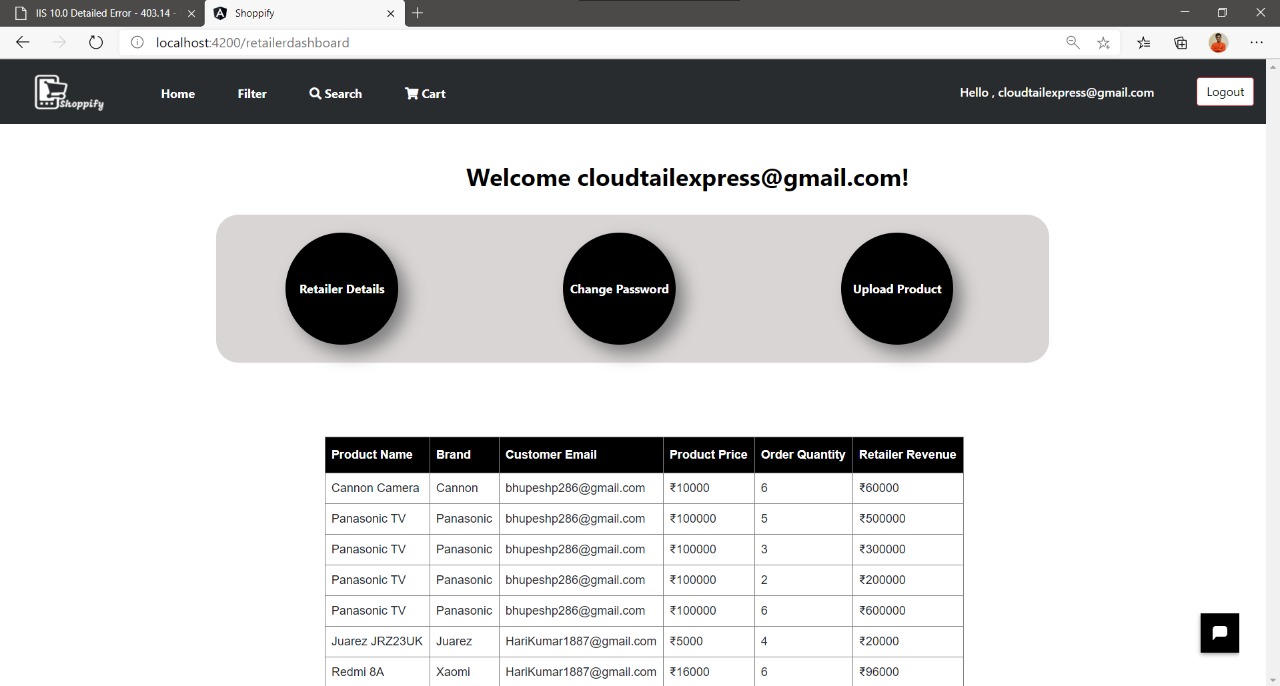 IIS 10.0 Detailed Error - 403.14 -
Shoppify
localhost:4200/retailerdashboard
Shoppify
Home Filter Search Cart Hello , cloudtailexpress@gmail.com Logout
Welcome cloudtailexpress@gmail.com!
Retailer Details Change Password Upload Product
Product Name Brand Customer Email Product Price Order Quantity Retailer Revenue
Cannon Camera Cannon bhupeshp286@gmail.com ₹10000 6 ₹60000
Panasonic TV Panasonic bhupeshp286@gmail.com ₹100000 5 ₹500000
Panasonic TV Panasonic bhupeshp286@gmail.com ₹100000 3 ₹300000
Panasonic TV Panasonic bhupeshp286@gmail.com ₹100000 2 ₹200000
Panasonic TV Panasonic bhupeshp286@gmail.com ₹100000 6 ₹600000
Juarez JRZ23UK Juarez HariKumar1887@gmail.com ₹5000 4 ₹20000
Redmi 8A Xaomi HariKumar1887@gmail.com ₹16000 6 ₹96000